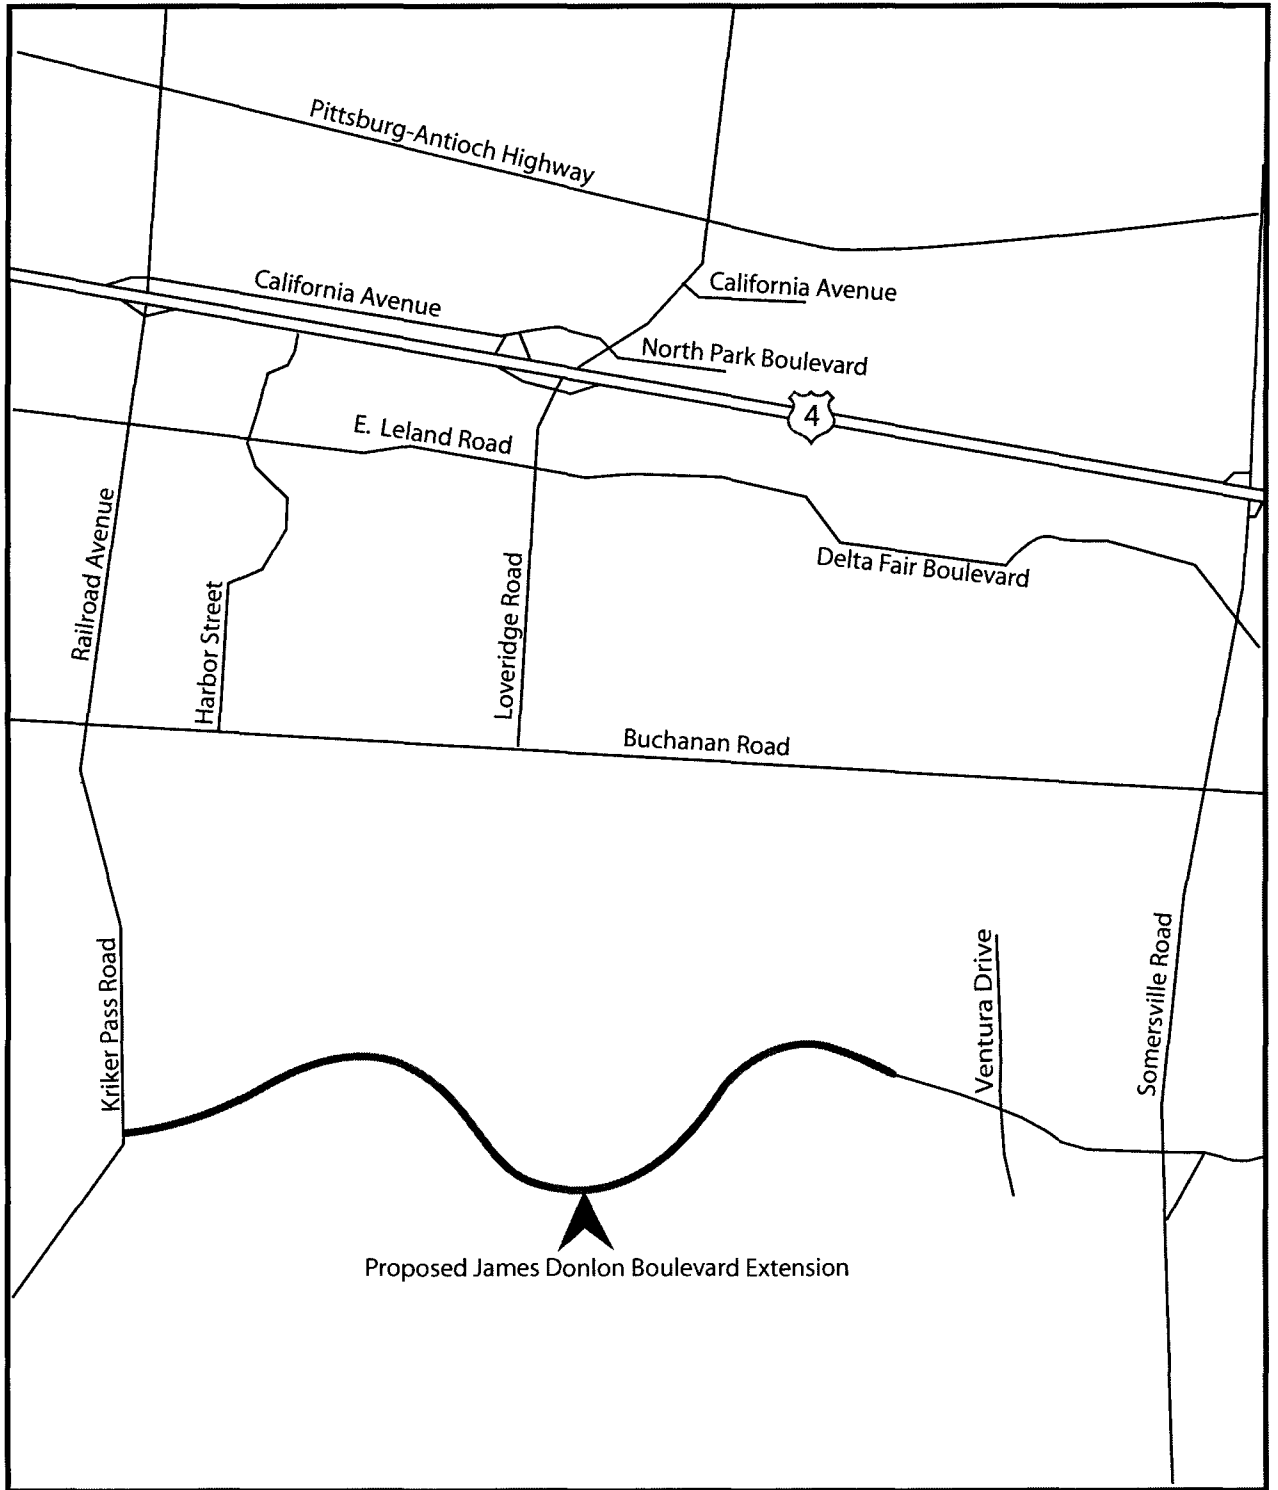 Pittsburg-Antioch Highway
California Avenue
California Avenue
North Park Boulevard
4
E. Leland Road
Delta Fair Boulevard
Railroad Avenue
Harbor Street
Loveridge Road
Buchanan Road
Kriker Pass Road
Ventura Drive
Somersville Road
Proposed James Donlon Boulevard Extension